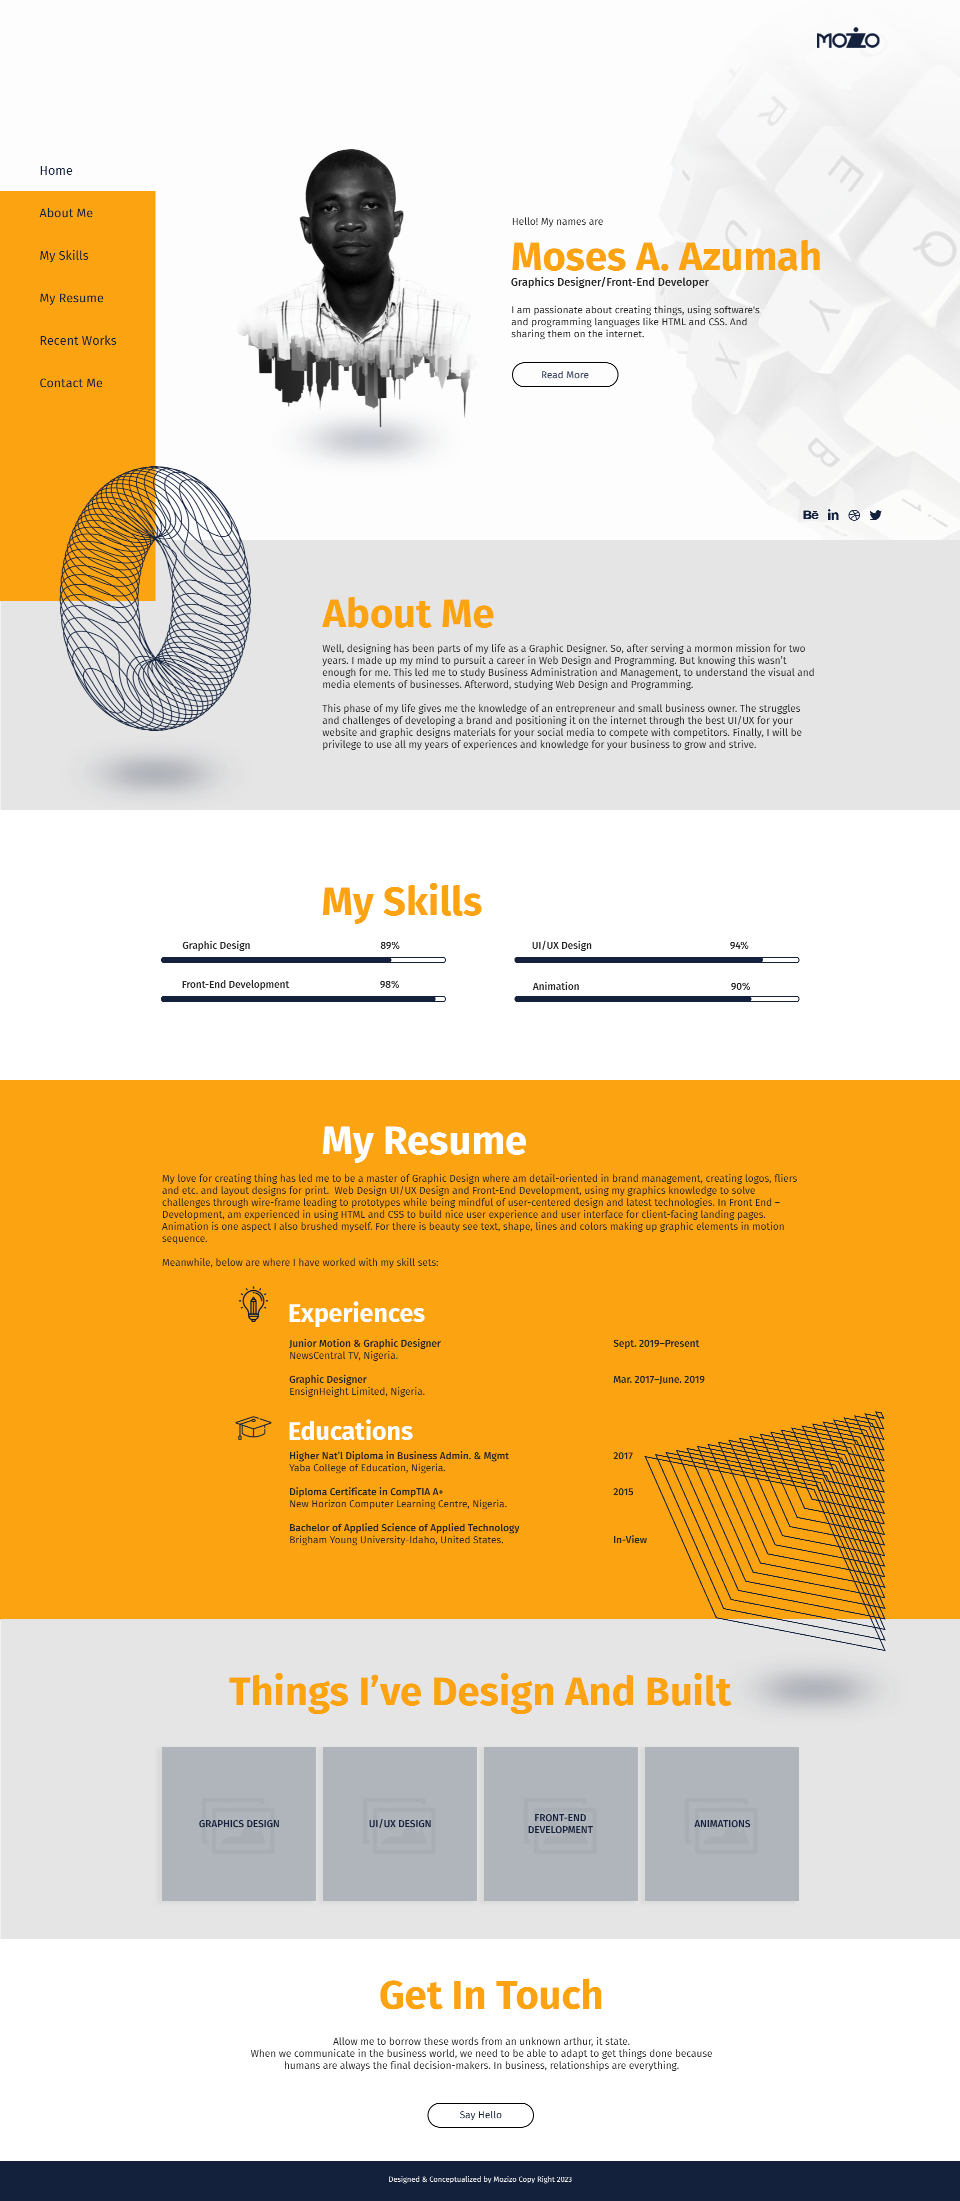 MOZIZO
Home
About Me
My Skills
My Resume
Recent Works
Contact Me
Hello! My names are
Moses A. Azumah
Graphics Designer/Front-End Developer
I am passionate about creating things, using software's
and programming languages like HTML and CSS. And
sharing them on the internet.
Read More
R
E
Q
U
Y
X
B
Bē
in
About Me
Well, designing has been parts of my life as a Graphic Designer. So, after serving a mormon mission for two
years. I made up my mind to pursuit a career in Web Design and Programming. But knowing this wasn't
enough for me. This led me to study Business Administration and Management, to understand the visual and
media elements of businesses. Afterword, studying Web Design and Programming.
This phase of my life gives me the knowledge of an entrepreneur and small business owner. The struggles
and challenges of developing a brand and positioning it on the internet through the best UI/UX for your
website and graphic designs materials for your social media to compete with competitors. Finally, I will be
privilege to use all my years of experiences and knowledge for your business to grow and strive.
My Skills
Graphic Design 89%
UI/UX Design 94%
Front-End Development 98%
Animation 90%
My Resume
My love for creating thing has led me to be a master of Graphic Design where am detail-oriented in brand management, creating logos, fliers
and etc. and layout designs for print. Web Design UI/UX Design and Front-End Development, using my graphics knowledge to solve
challenges through wire-frame leading to prototypes while being mindful of user-centered design and latest technologies. In Front End –
Development, am experienced in using HTML and CSS to build nice user experience and user interface for client-facing landing pages.
Animation is one aspect I also brushed myself. For there is beauty see text, shape, lines and colors making up graphic elements in motion
sequence.
Meanwhile, below are where I have worked with my skill sets:
Experiences
Junior Motion & Graphic Designer Sept. 2019–Present
NewsCentral TV, Nigeria.
Graphic Designer Mar. 2017–June. 2019
EnsignHeight Limited, Nigeria.
Educations
Higher Nat'l Diploma in Business Admin. & Mgmt 2017
Yaba College of Education, Nigeria.
Diploma Certificate in CompTIA A+ 2015
New Horizon Computer Learning Centre, Nigeria.
Bachelor of Applied Science of Applied Technology
Brigham Young University-Idaho, United States. In-View
Things I've Design And Built
GRAPHICS DESIGN
UI/UX DESIGN
FRONT-END
DEVELOPMENT
ANIMATIONS
Get In Touch
Allow me to borrow these words from an unknown arthur, it state.
When we communicate in the business world, we need to be able to adapt to get things done because
humans are always the final decision-makers. In business, relationships are everything.
Say Hello
Designed & Conceptualized by Mozizo Copy Right 2023